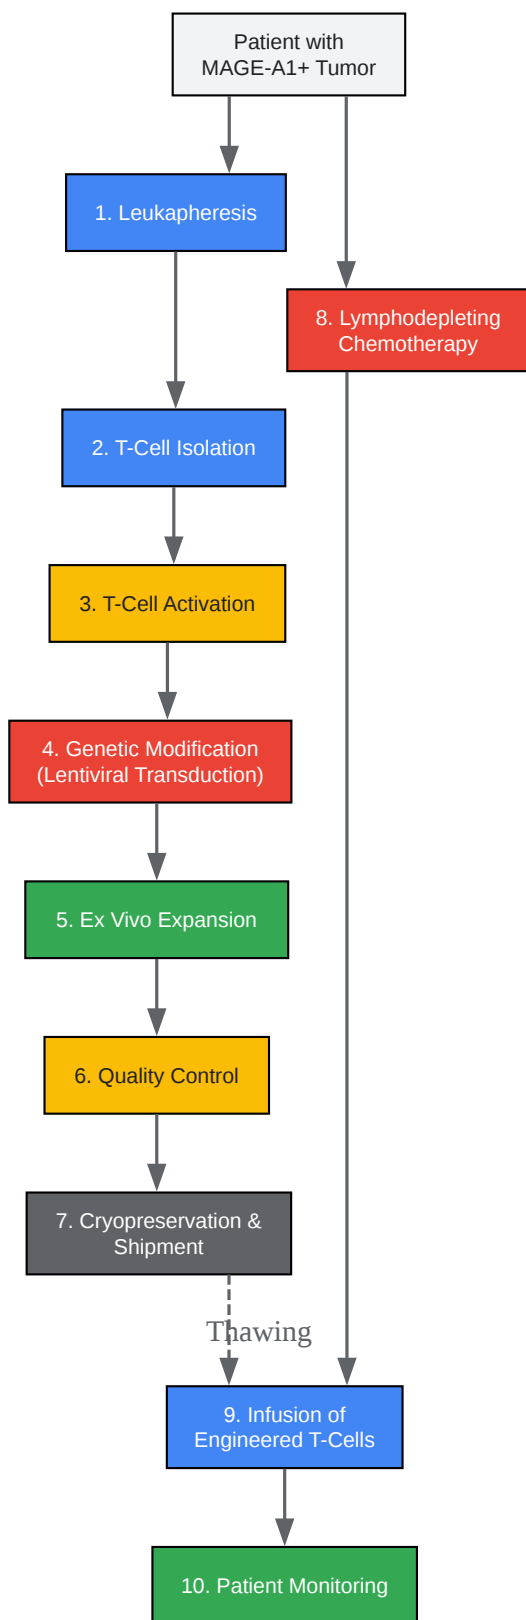 Patient with
MAGE-A1+ Tumor
1. Leukapheresis
8. Lymphodepleting
Chemotherapy
2. T-Cell Isolation
3. T-Cell Activation
4. Genetic Modification
(Lentiviral Transduction)
5. Ex Vivo Expansion
6. Quality Control
7. Cryopreservation &
Shipment
Thawing
9. Infusion of
Engineered T-Cells
10. Patient Monitoring